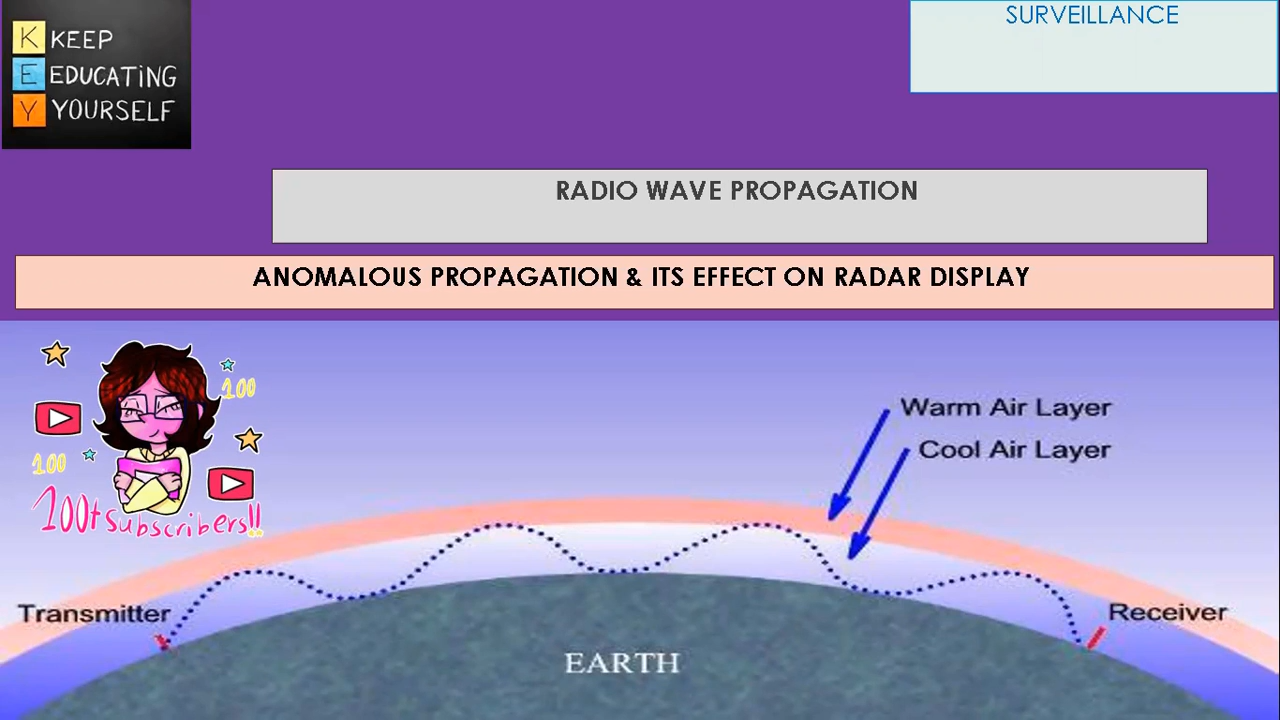 K KEEP
E EDUCATING
Y YOURSELF
SURVEILLANCE
RADIO WAVE PROPAGATION
ANOMALOUS PROPAGATION & ITS EFFECT ON RADAR DISPLAY
100
100
100+ subscribers!!
Warm Air Layer
Cool Air Layer
Transmitter
Receiver
EARTH